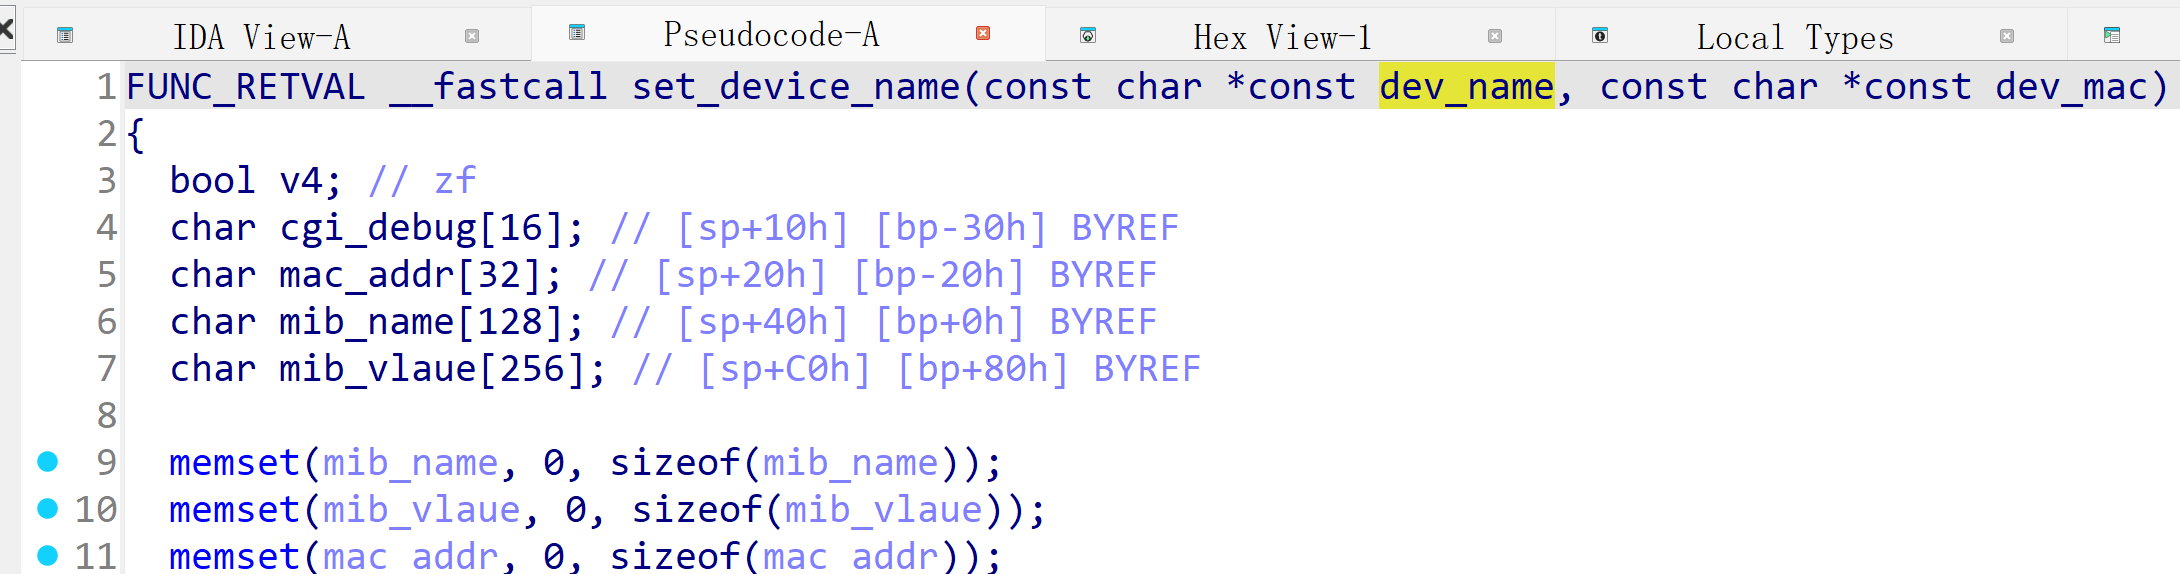 IDA View-A Pseudocode-A Hex View-1 Local Types
1 FUNC_RETVAL __fastcall set_device_name(const char *const dev_name, const char *const dev_mac)
2 {
3 bool v4; // zf
4 char cgi_debug[16]; // [sp+10h] [bp-30h] BYREF
5 char mac_addr[32]; // [sp+20h] [bp-20h] BYREF
6 char mib_name[128]; // [sp+40h] [bp+0h] BYREF
7 char mib_vlaue[256]; // [sp+C0h] [bp+80h] BYREF
8
9 memset(mib_name, 0, sizeof(mib_name));
10 memset(mib_vlaue, 0, sizeof(mib_vlaue));
11 memset(mac_addr, 0, sizeof(mac_addr));